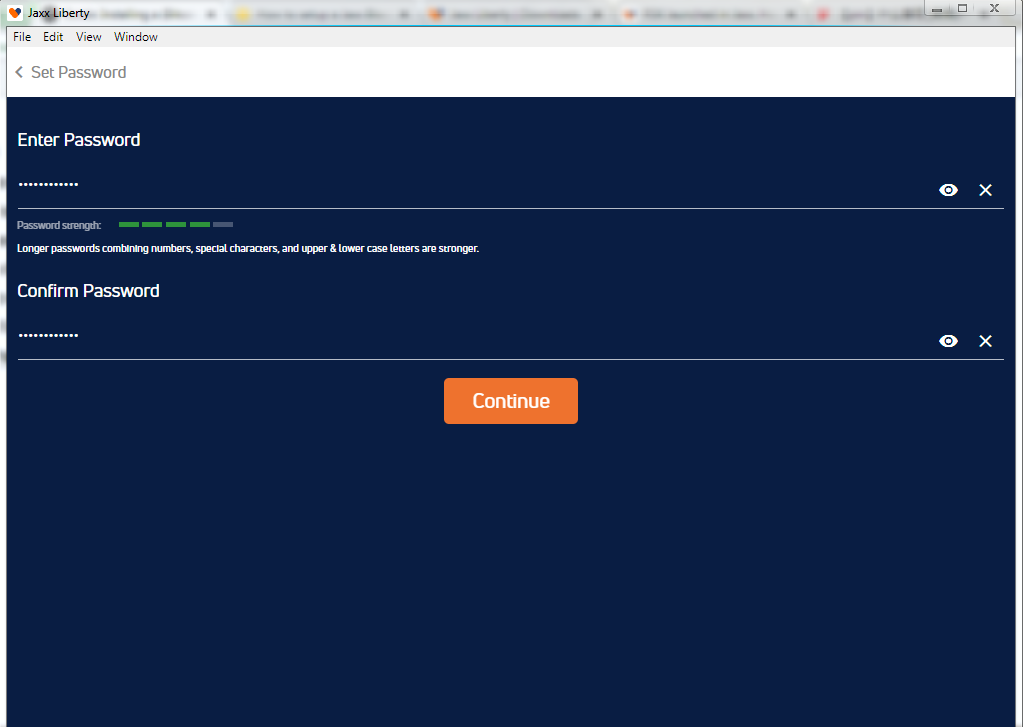 Jaxx Liberty
File Edit View Window
Set Password
Enter Password
••••••••••••
Password strength:
Longer passwords combining numbers, special characters, and upper & lower case letters are stronger.
Confirm Password
••••••••••••
Continue